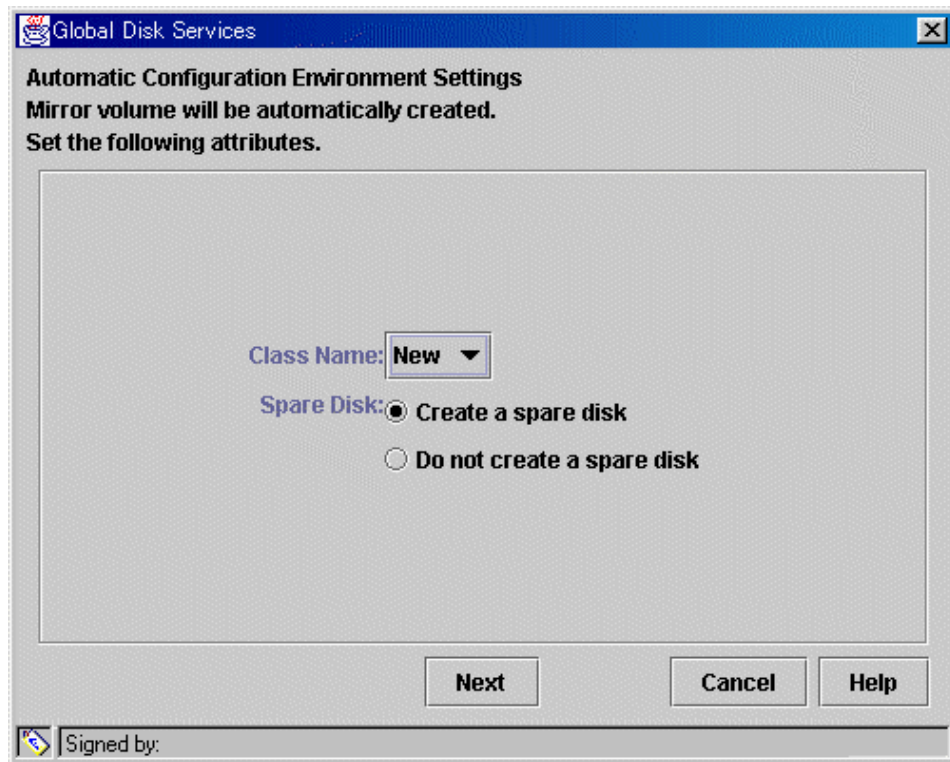 Global Disk Services
Automatic Configuration Environment Settings
Mirror volume will be automatically created.
Set the following attributes.
Class Name: New
Spare Disk: Create a spare disk
Do not create a spare disk
Next Cancel Help
Signed by: